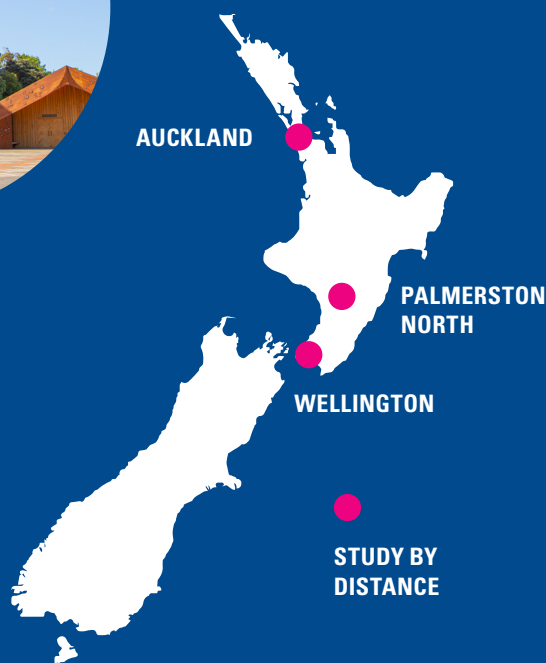 AUCKLAND
PALMERSTON
NORTH
WELLINGTON
STUDY BY
DISTANCE